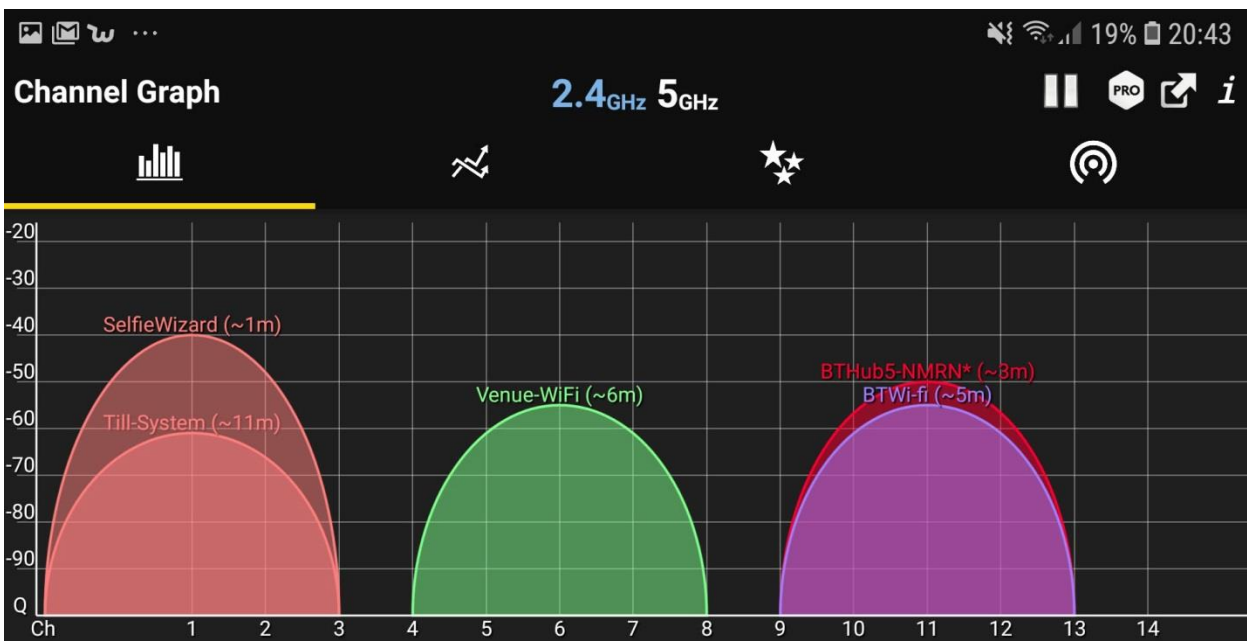 19% 20:43
Channel Graph 2.4GHz 5GHz PRO i
-20
-30
-40
SelfieWizard (~1m)
-50
BTHub5-NMRN* (~3m)
Venue-WiFi (~6m) BTWi-fi (~5m)
-60
Till-System (~11m)
-70
-80
-90
Q
Ch 1 2 3 4 5 6 7 8 9 10 11 12 13 14